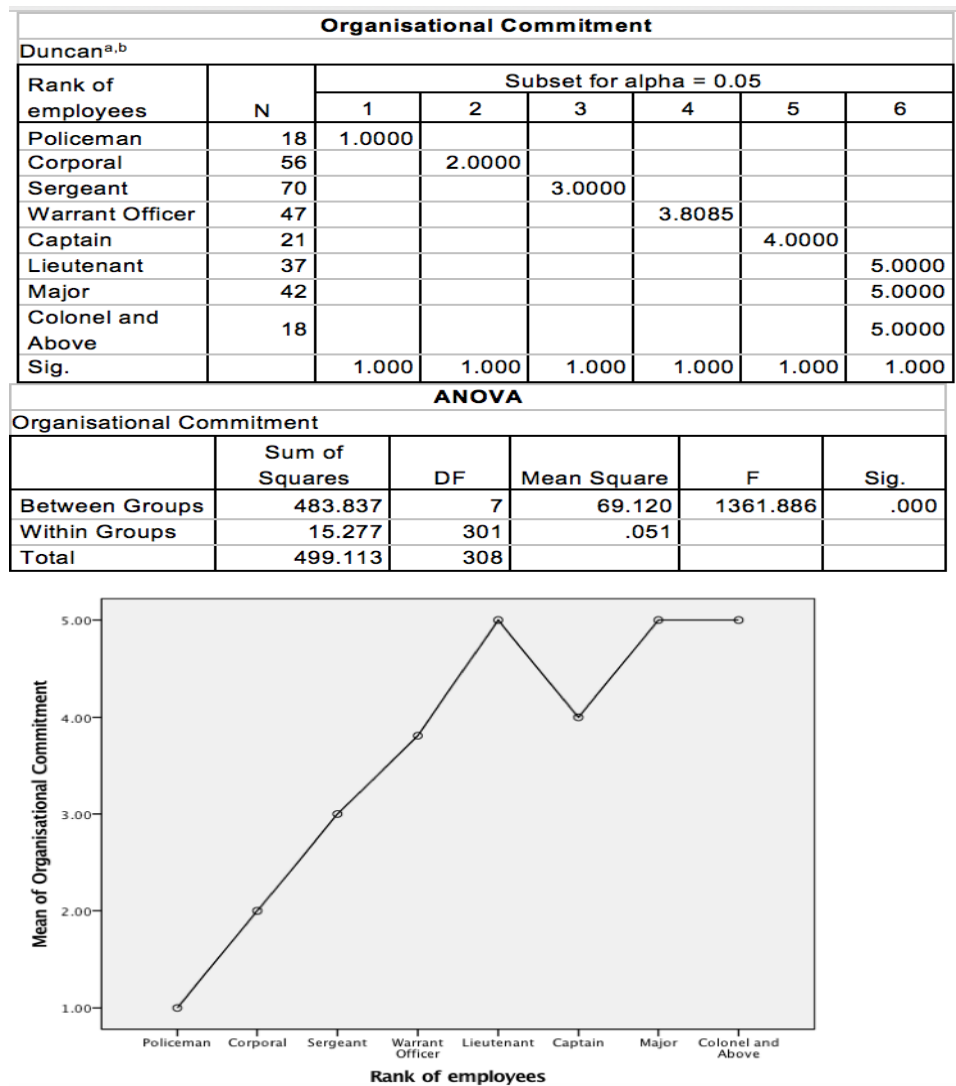 Organisational Commitment
Duncana,b
Rank of employees N Subset for alpha = 0.05
1 2 3 4 5 6
Policeman 18 1.0000
Corporal 56 2.0000
Sergeant 70 3.0000
Warrant Officer 47 3.8085
Captain 21 4.0000
Lieutenant 37 5.0000
Major 42 5.0000
Colonel and Above 18 5.0000
Sig. 1.000 1.000 1.000 1.000 1.000 1.000
ANOVA
Organisational Commitment
Sum of Squares DF Mean Square F Sig.
Between Groups 483.837 7 69.120 1361.886 .000
Within Groups 15.277 301 .051
Total 499.113 308
Mean of Organisational Commitment
5.00
4.00
3.00
2.00
1.00
Policeman Corporal Sergeant Warrant Officer Lieutenant Captain Major Colonel and Above
Rank of employees